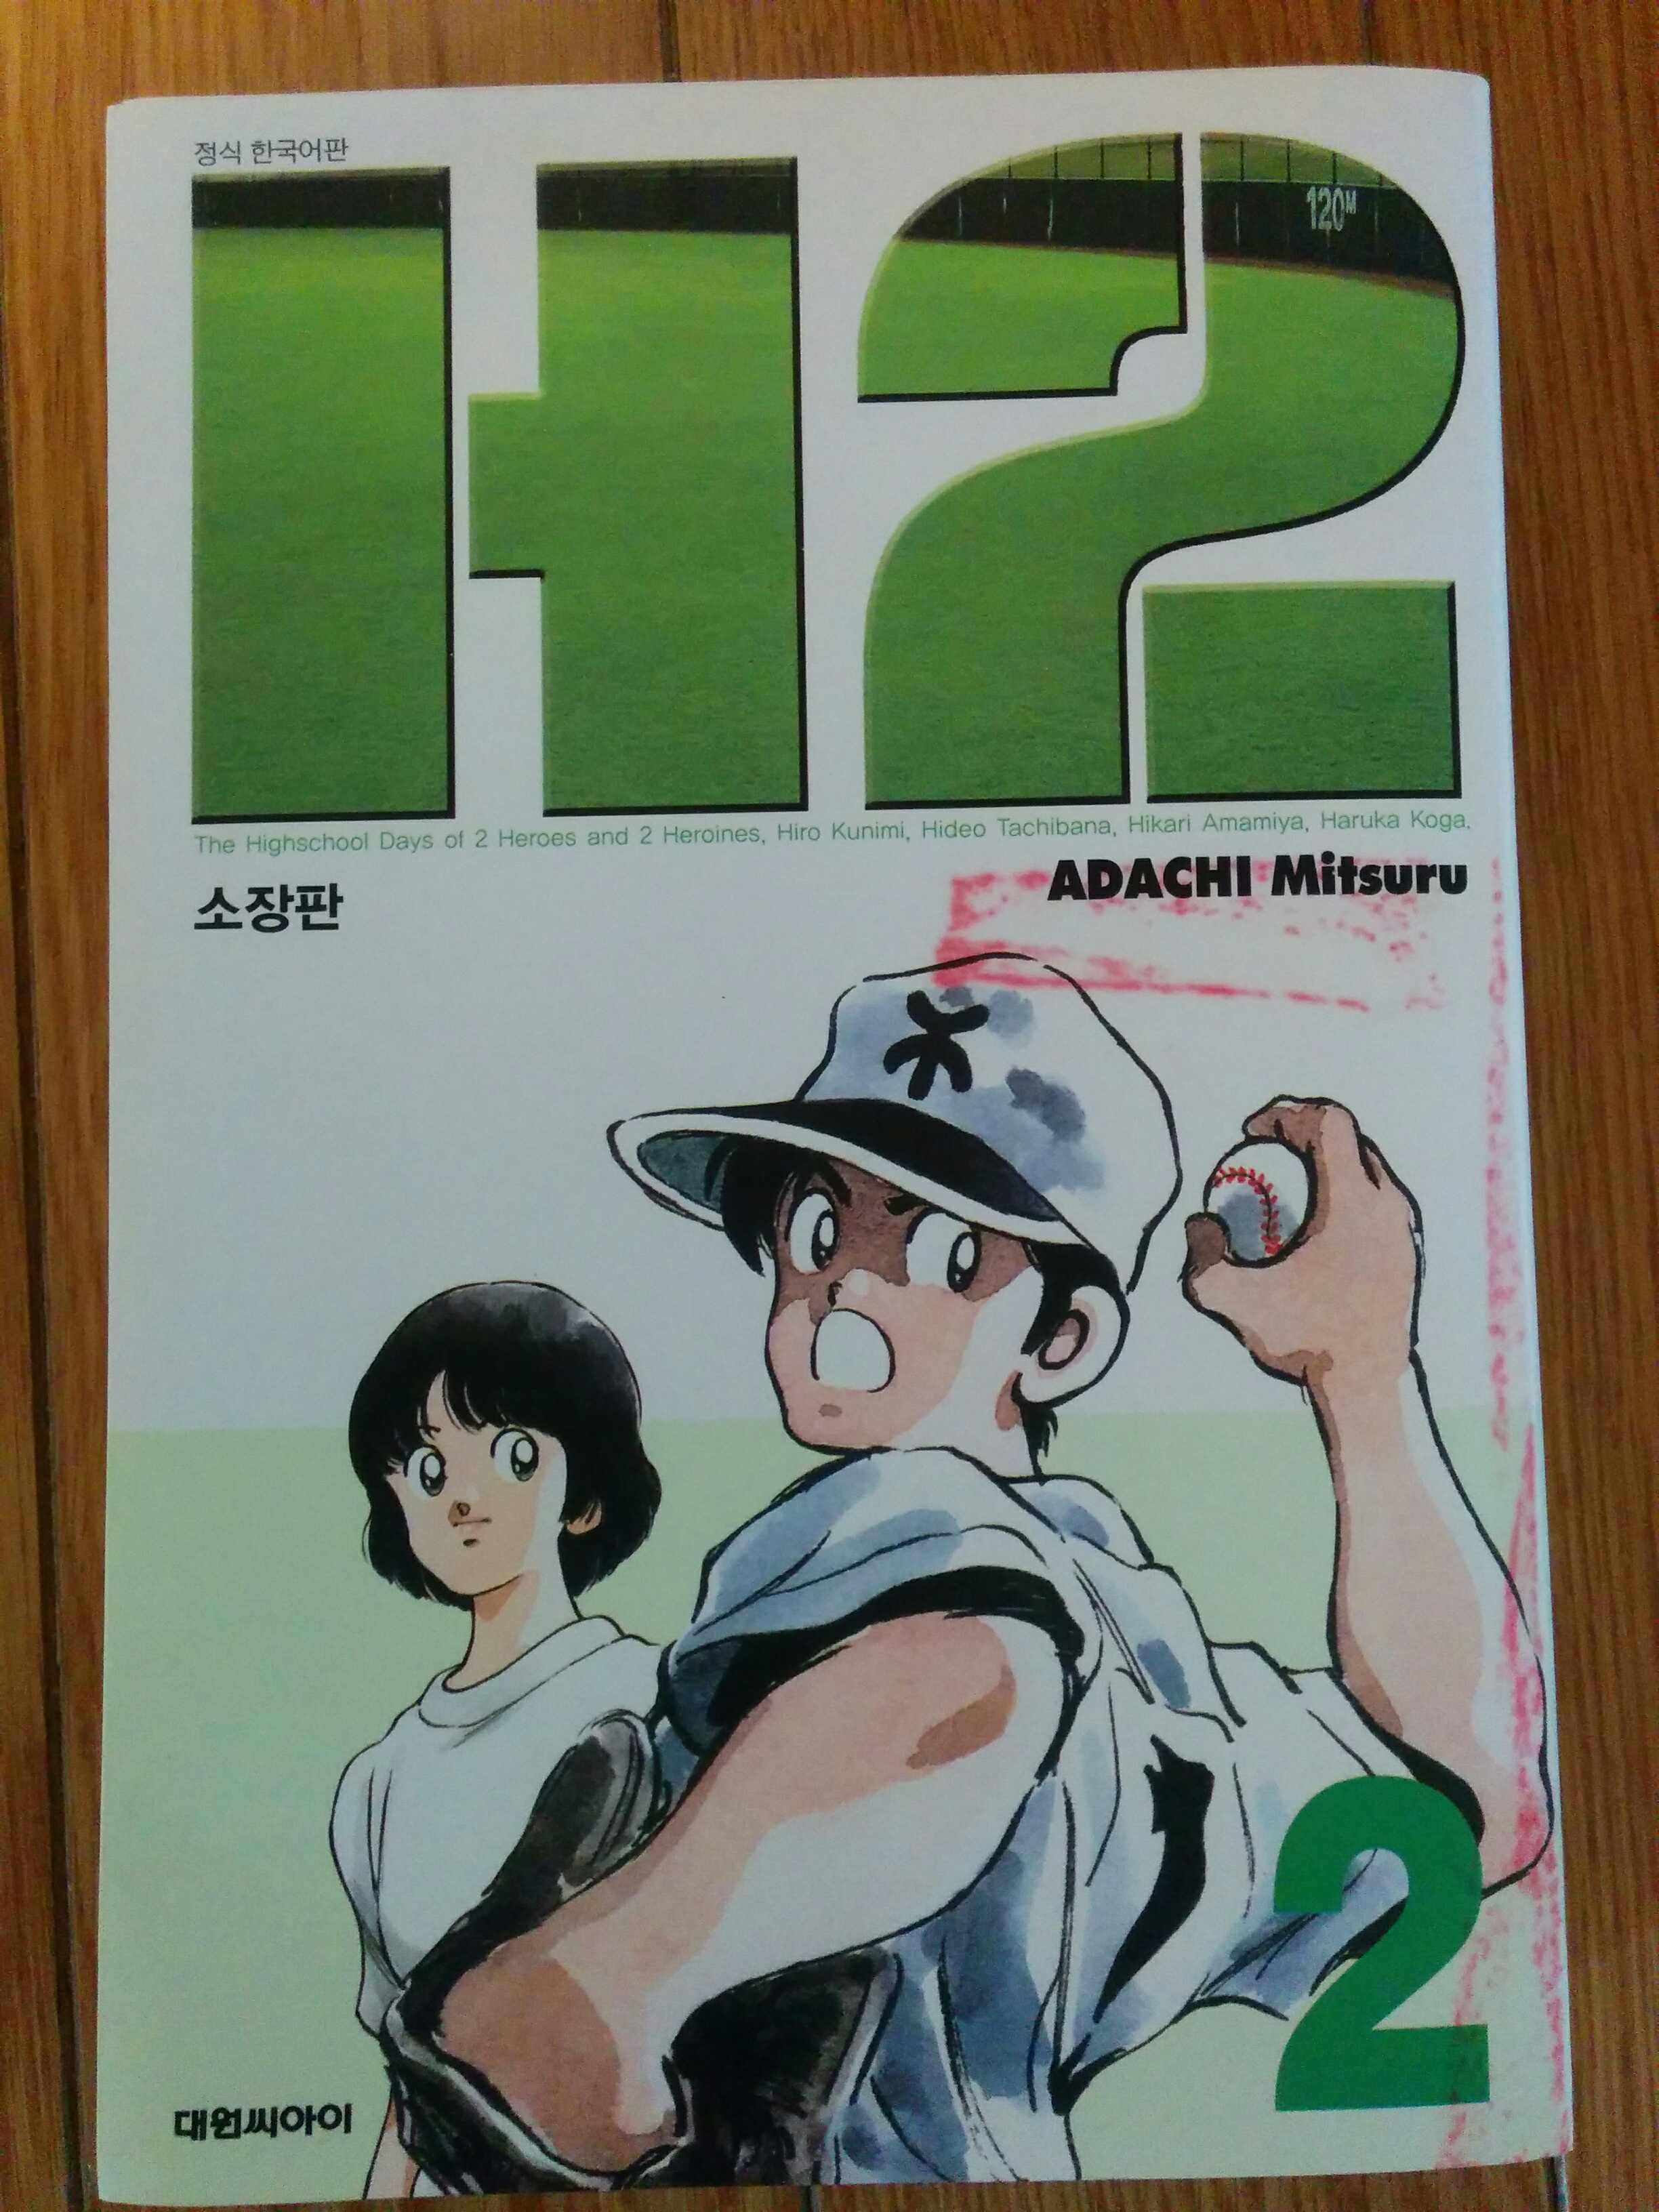 정식 한국어판
H2
120M
The Highschool Days of 2 Heroes and 2 Heroines, Hiro Kunimi, Hideo Tachibana, Hikari Amamiya, Haruka Koga.
ADACHI Mitsuru
소장판
2
대원씨아이